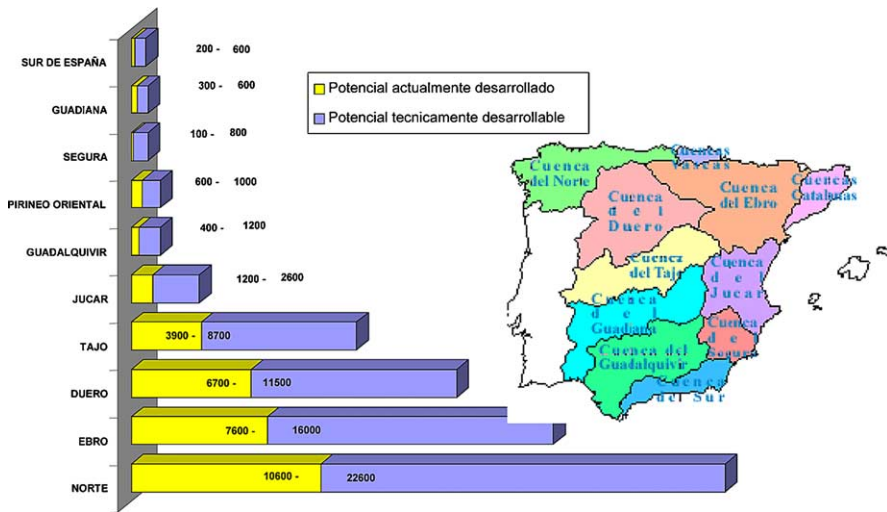 SUR DE ESPAÑA 200 - 600
GUADIANA 300 - 600
SEGURA 100 - 800
PIRINEO ORIENTAL 600 - 1000
GUADALQUIVIR 400 - 1200
JUCAR 1200 - 2600
TAJO 3900 - 8700
DUERO 6700 - 11500
EBRO 7600 - 16000
NORTE 10600 - 22600
Potencial actualmente desarrollado
Potencial tecnicamente desarrollable
Cuenca
del Norte
Cuencas
Vascas
Cuenca
del
Duero
Cuenca
del Ebro
Cuencas
Catalanas
Cuenca
del Tajo
Cuenca
del
Jucar
Cuenca
del
Guadiana
Cuenca
del
Segura
Cuenca del
Guadalquivir
Cuenca
del Sur